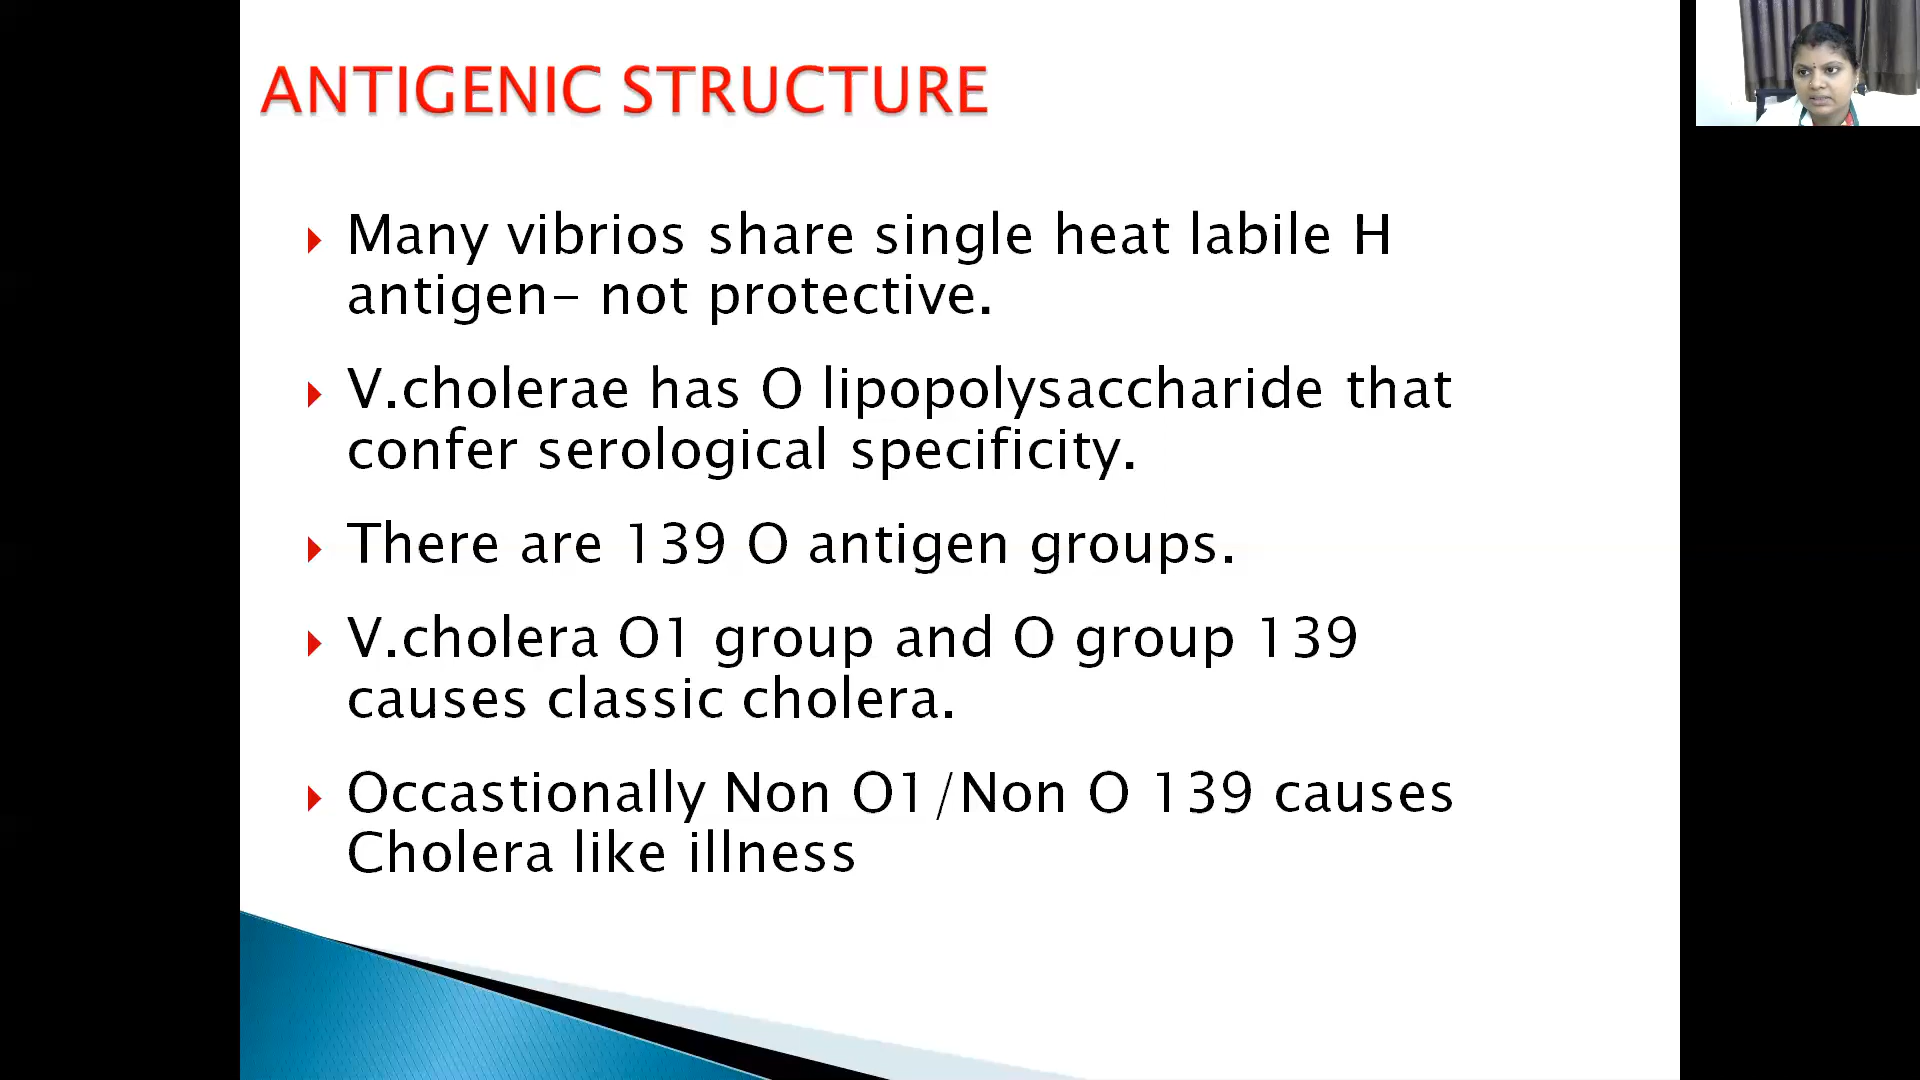 ANTIGENIC STRUCTURE
Many vibrios share single heat labile H
antigen– not protective.
V.cholerae has O lipopolysaccharide that
confer serological specificity.
There are 139 O antigen groups.
V.cholera O1 group and O group 139
causes classic cholera.
Occastionally Non O1/Non O 139 causes
Cholera like illness